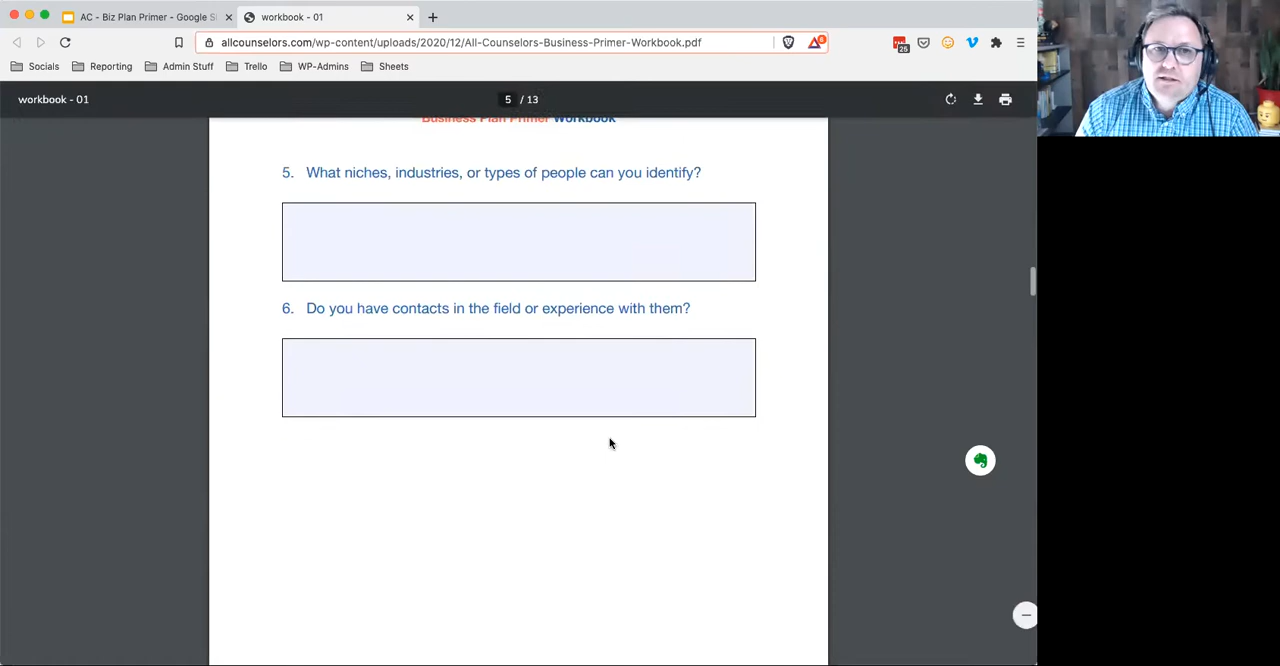 AC - Biz Plan Primer - Google Sl
workbook - 01
allcounselors.com/wp-content/uploads/2020/12/All-Counselors-Business-Primer-Workbook.pdf
6
25
Socials
Reporting
Admin Stuff
Trello
WP-Admins
Sheets
workbook - 01
5 / 13
Business Plan Primer Workbook
5. What niches, industries, or types of people can you identify?
6. Do you have contacts in the field or experience with them?